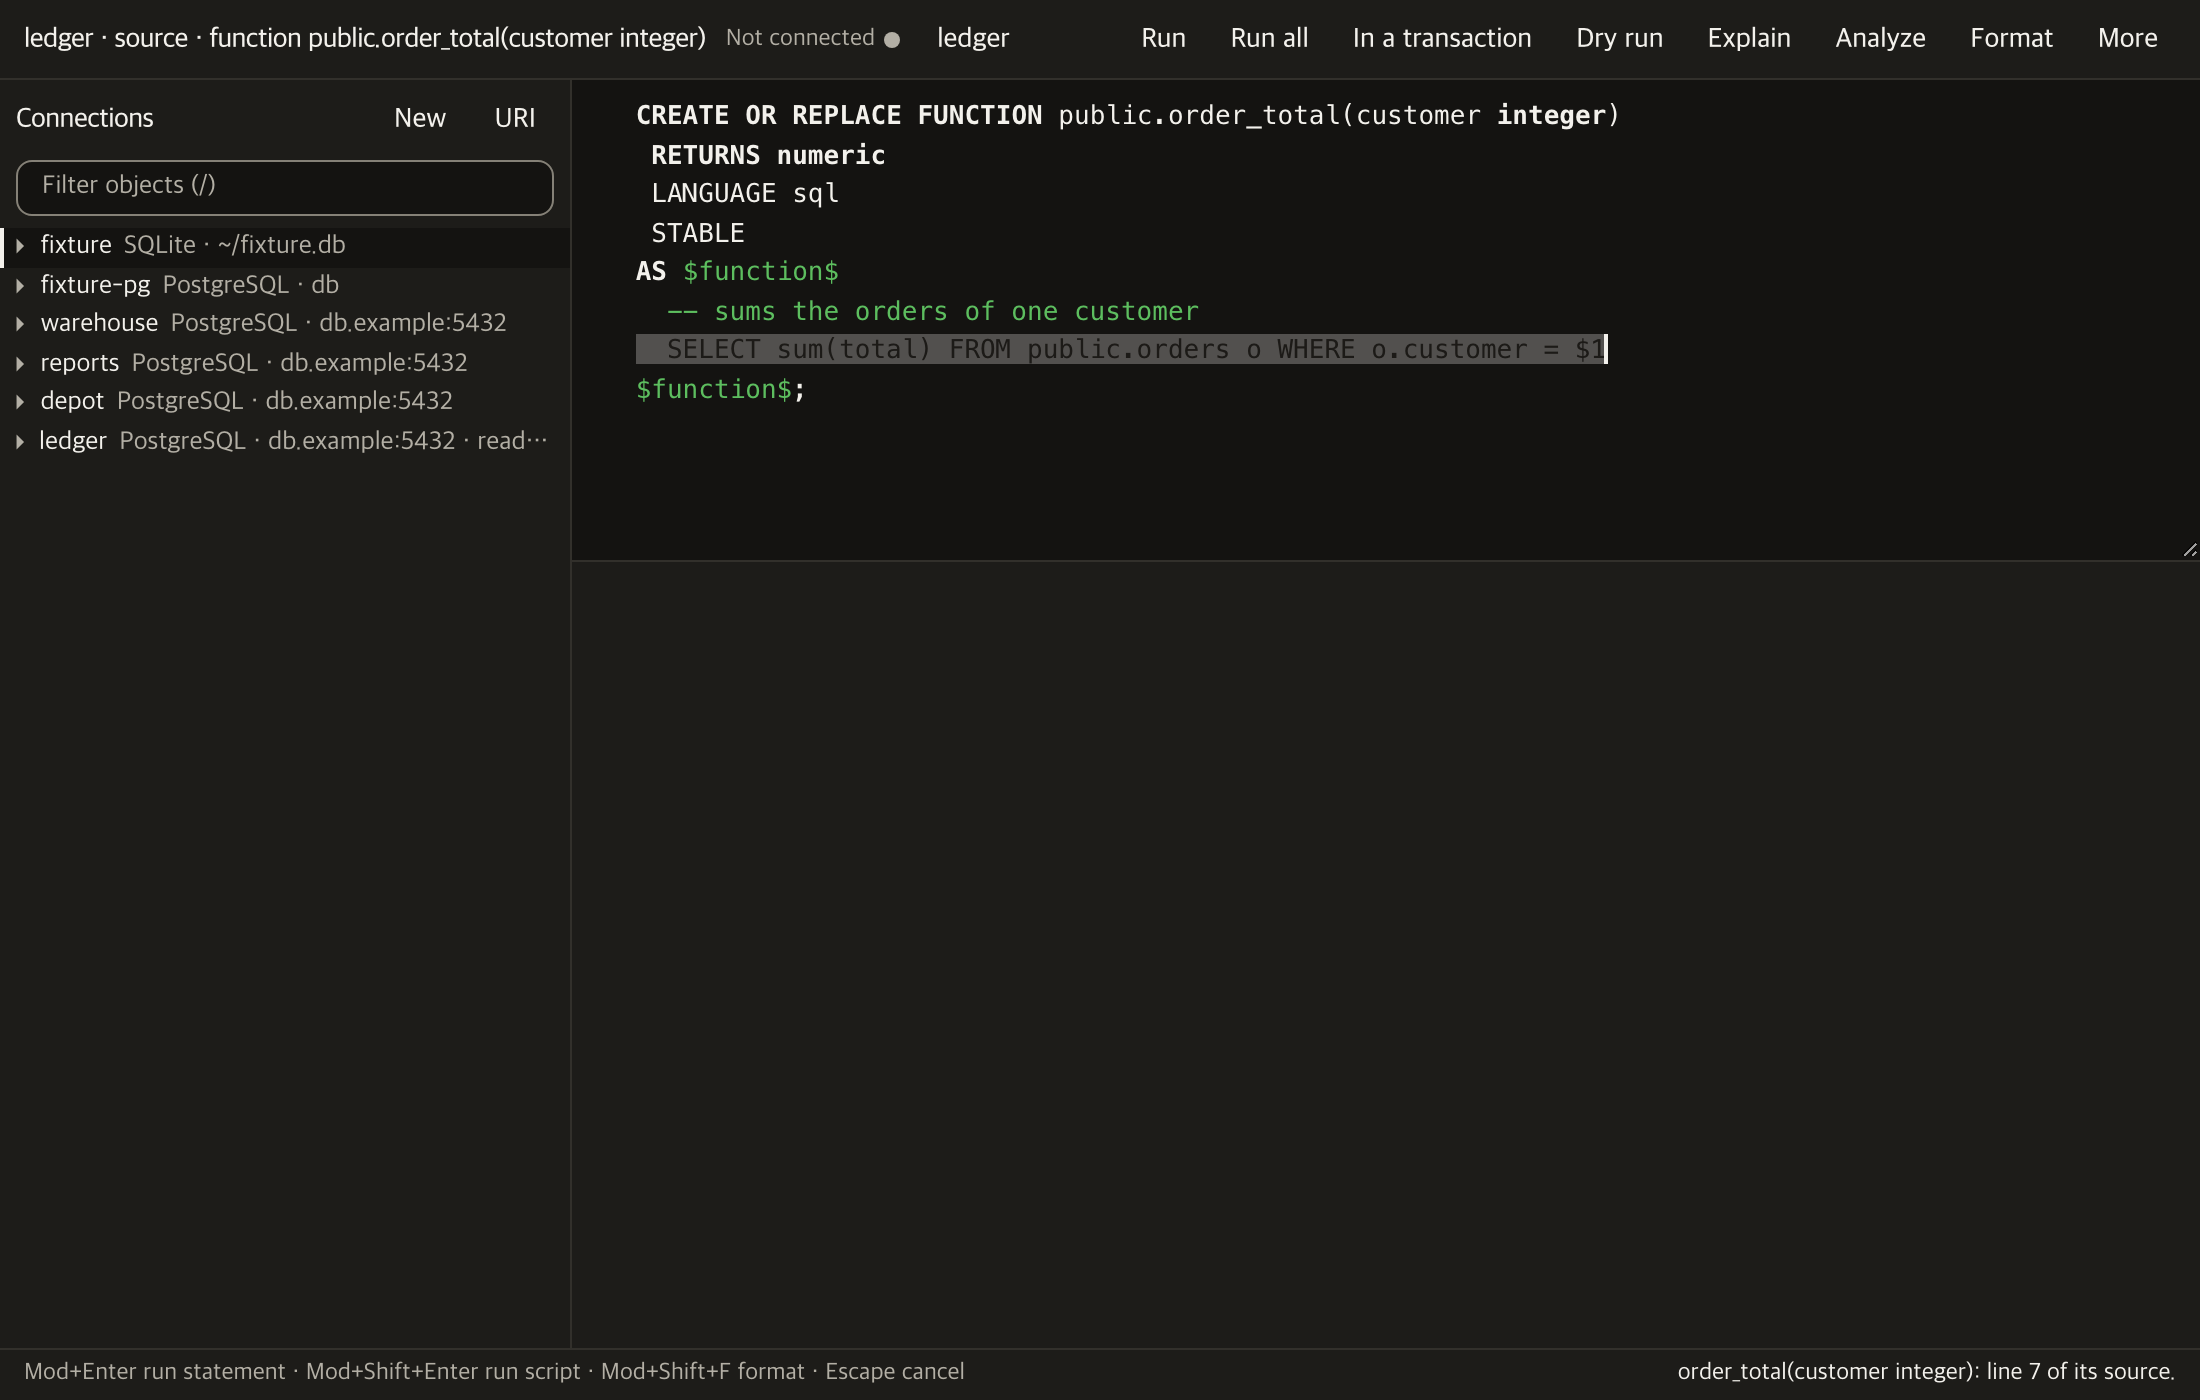 ledger · source · function public.order_total(customer integer) Not connected ledger Run Run all In a transaction Dry run Explain Analyze Format More
Connections New URI
Filter objects (/)
fixture SQLite · ~/fixture.db
fixture-pg PostgreSQL · db
warehouse PostgreSQL · db.example:5432
reports PostgreSQL · db.example:5432
depot PostgreSQL · db.example:5432
ledger PostgreSQL · db.example:5432 · read···
CREATE OR REPLACE FUNCTION public.order_total(customer integer)
RETURNS numeric
LANGUAGE sql
STABLE
AS $function$
-- sums the orders of one customer
SELECT sum(total) FROM public.orders o WHERE o.customer = $1
$function$;
Mod+Enter run statement · Mod+Shift+Enter run script · Mod+Shift+F format · Escape cancel
order_total(customer integer): line 7 of its source.